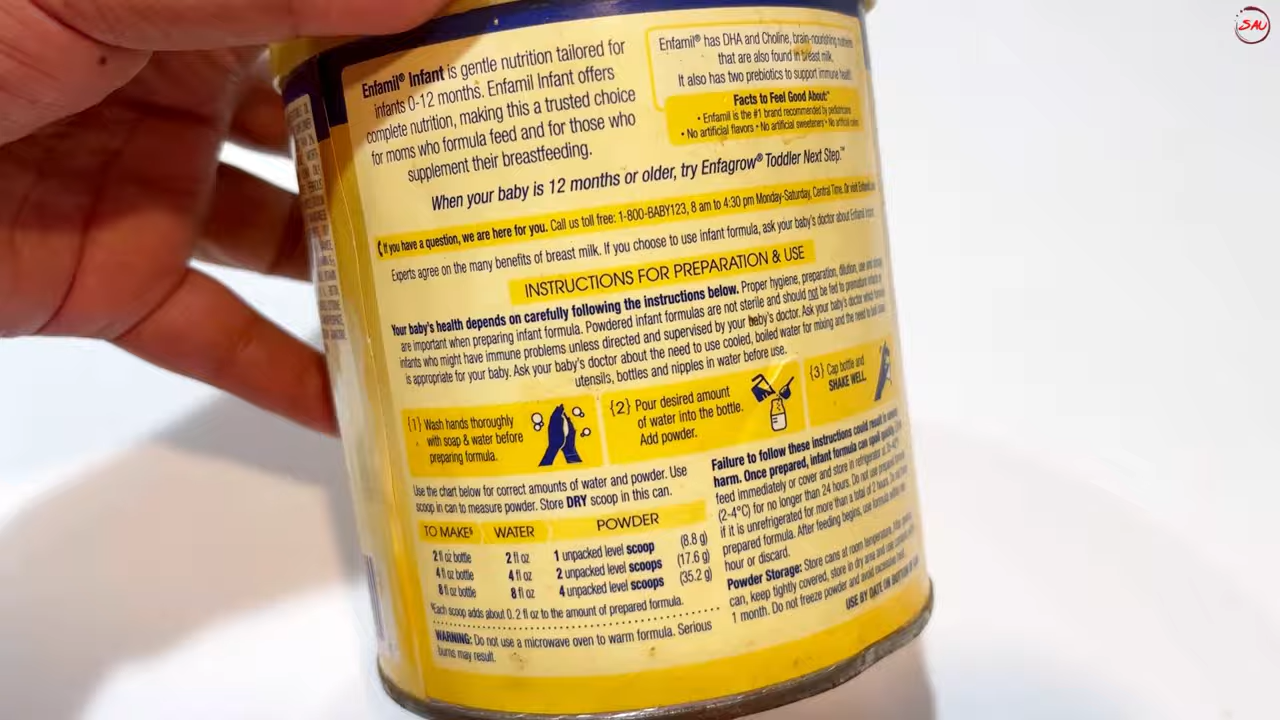 SAU
Enfamil® Infant is gentle nutrition tailored for
infants 0-12 months. Enfamil Infant offers
complete nutrition, making this a trusted choice
for moms who formula feed and for those who
supplement their breastfeeding.
Enfamil® has DHA and Choline, brain-nourishing nutrients
that are also found in breast milk.
It also has two prebiotics to support immune health
Facts to Feel Good About:
• Enfamil is the #1 brand recommended by pediatricians
• No artificial flavors • No artificial sweeteners • No artificial colors
When your baby is 12 months or older, try Enfagrow® Toddler Next Step.™
If you have a question, we are here for you. Call us toll free: 1-800-BABY123, 8 am to 4:30 pm Monday-Saturday, Central Time. Or visit
Experts agree on the many benefits of breast milk. If you choose to use infant formula, ask your baby's doctor about Enfamil Infant.
INSTRUCTIONS FOR PREPARATION & USE
Your baby's health depends on carefully following the instructions below. Proper hygiene, preparation, dilution, use and storage
are important when preparing infant formula. Powdered infant formulas are not sterile and should not be fed to premature infants or
infants who might have immune problems unless directed and supervised by your baby's doctor. Ask your baby's doctor which formula
is appropriate for your baby. Ask your baby's doctor about the need to use cooled, boiled water for mixing and the need to boil
utensils, bottles and nipples in water before use.
{1} Wash hands thoroughly
with soap & water before
preparing formula.
{2} Pour desired amount
of water into the bottle.
Add powder.
{3} Cap bottle and
SHAKE WELL.
Use the chart below for correct amounts of water and powder. Use
scoop in can to measure powder. Store DRY scoop in this can.
TO MAKE§ WATER POWDER
2 fl oz bottle 2 fl oz 1 unpacked level scoop (8.8 g)
4 fl oz bottle 4 fl oz 2 unpacked level scoops (17.6 g)
8 fl oz bottle 8 fl oz 4 unpacked level scoops (35.2 g)
§Each scoop adds about 0.2 fl oz to the amount of prepared formula.
WARNING: Do not use a microwave oven to warm formula. Serious
burns may result.
Failure to follow these instructions could result in severe
harm. Once prepared, infant formula can spoil quickly. Either
feed immediately or cover and store in refrigerator at 35-40°F
(2-4°C) for no longer than 24 hours. Do not use prepared formula
if it is unrefrigerated for more than a total of 2 hours. Do not freeze
prepared formula. After feeding begins, use formula within one
hour or discard.
Powder Storage: Store cans at room temperature. After opening
can, keep tightly covered, store in dry area and use contents within
1 month. Do not freeze powder and avoid excessive heat.
USE BY DATE ON BOTTOM OF CAN